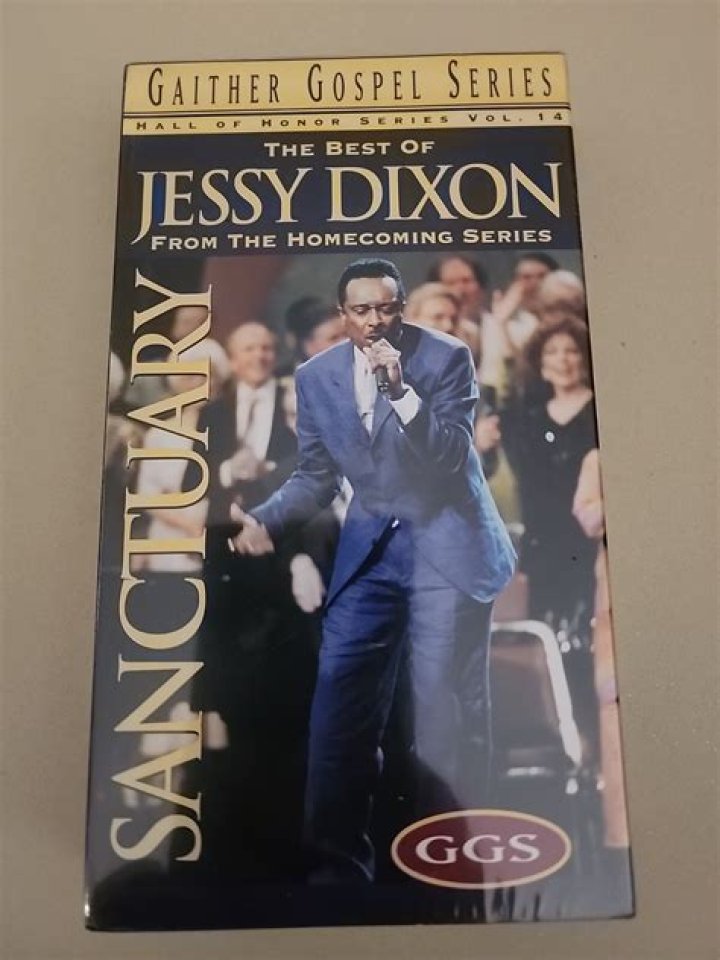 GAITHER GOSPEL SERIES
HALL OF HONOR SERIES VOL. 14
THE BEST OF
JESSY DIXON
FROM THE HOMECOMING SERIES
SANCTUARY
GGS